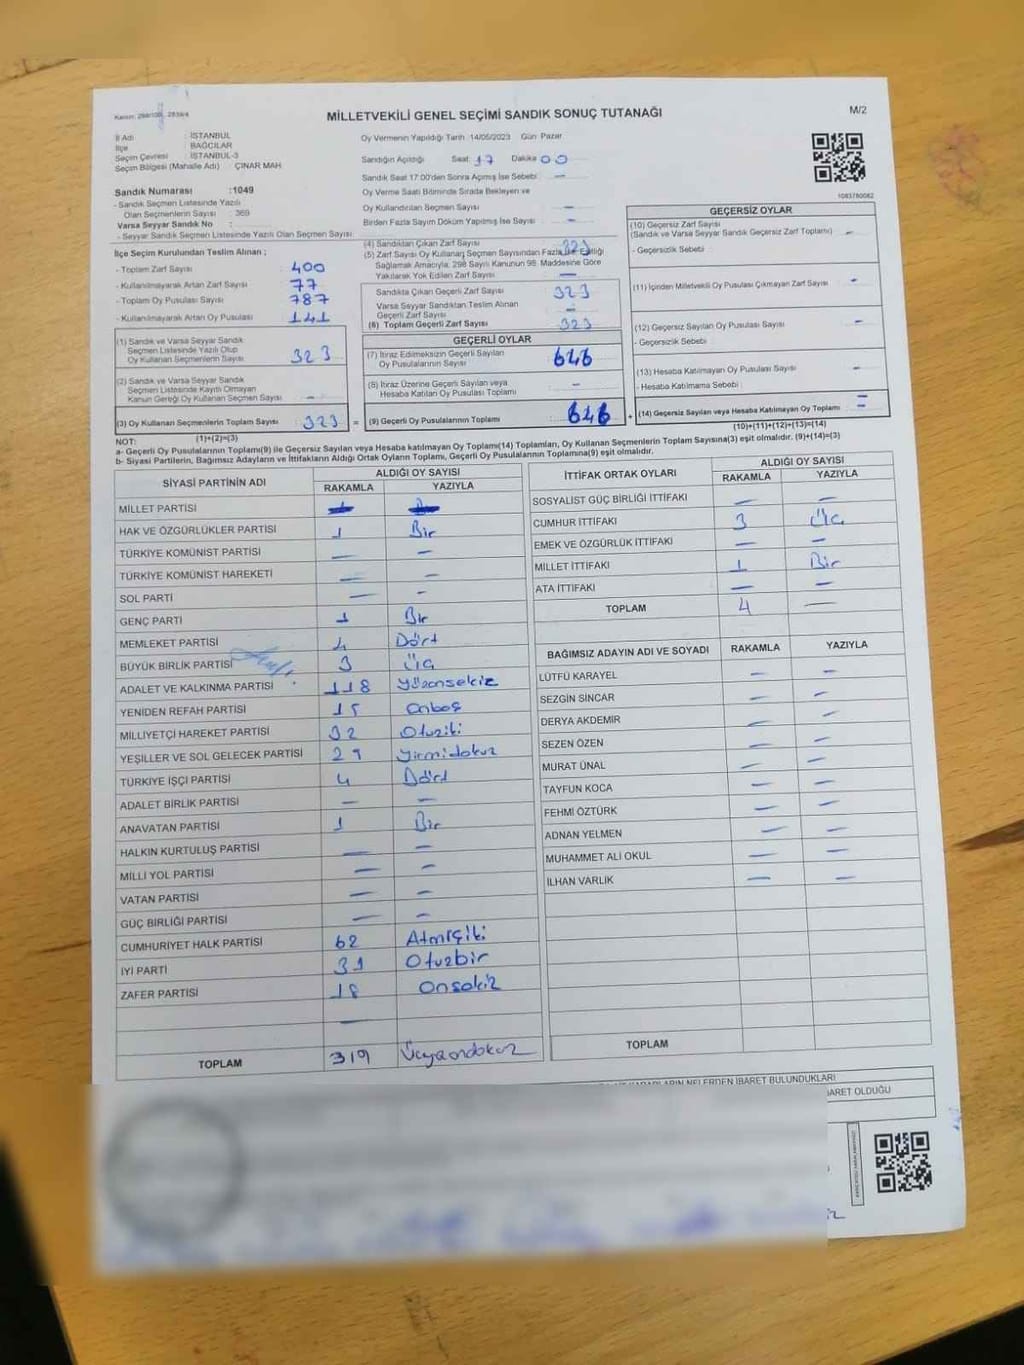 Kanun: 298/105, 2839/4
MİLLETVEKİLİ GENEL SEÇİMİ SANDIK SONUÇ TUTANAĞI
M/2
İl Adı : İSTANBUL
İlçe : BAĞCILAR
Seçim Çevresi : İSTANBUL-3
Seçim Bölgesi (Mahalle Adı) : ÇINAR MAH.
Oy Vermenin Yapıldığı Tarih 14/05/2023 Gün Pazar
Sandığın Açıldığı Saat: 17 Dakika 00
Sandık Saat 17:00'den Sonra Açımış İse Sebebi : —
Oy Verme Saati Bitiminde Sırada Bekleyen ve
Oy Kullandırılan Seçmen Sayısı —
Birden Fazla Sayım Döküm Yapılmış İse Sayısı : —
1083780082
Sandık Numarası :1049
- Sandık Seçmen Listesinde Yazılı
Olan Seçmenlerin Sayısı : 369
Varsa Seyyar Sandık No :
- Seyyar Sandık Seçmen Listesinde Yazılı Olan Seçmen Sayısı:
İlçe Seçim Kurulundan Teslim Alınan ;
- Toplam Zarf Sayısı 400
- Kullanılmayarak Artan Zarf Sayısı 77
- Toplam Oy Pusulası Sayısı 787
- Kullanılmayarak Artan Oy Pusulası 141
(1) Sandık ve Varsa Seyyar Sandık
Seçmen Listesinde Yazılı Olup
Oy Kullanan Seçmenlerin Sayısı 323
(2) Sandık ve Varsa Seyyar Sandık
Seçmen Listesinde Kayıtlı Olmayan
Kanun Gereği Oy Kullanan Seçmen Sayısı —
(3) Oy Kullanan Seçmenlerin Toplam Sayısı 323
(1)+(2)=(3)
(4) Sandıktan Çıkan Zarf Sayısı 323
(5) Zarf Sayısı Oy Kullanan Seçmen Sayısından Fazla İse Eşitliği
Sağlamak Amacıyla, 298 Sayılı Kanunun 98. Maddesine Göre
Yakılarak Yok Edilen Zarf Sayısı —
Sandıkta Çıkan Geçerli Zarf Sayısı 323
Varsa Seyyar Sandıktan Teslim Alınan
Geçerli Zarf Sayısı —
(6) Toplam Geçerli Zarf Sayısı 323
GEÇERLİ OYLAR
(7) İtiraz Edilmeksizin Geçerli Sayılan
Oy Pusulalarının Sayısı 646
(8) İtiraz Üzerine Geçerli Sayılan veya
Hesaba Katılan Oy Pusulası Toplamı —
= (9) Geçerli Oy Pusulalarının Toplamı 646
GEÇERSİZ OYLAR
(10) Geçersiz Zarf Sayısı
(Sandık ve Varsa Seyyar Sandık Geçersiz Zarf Toplamı) —
- Geçersizlik Sebebi :
(11) İçinden Milletvekili Oy Pusulası Çıkmayan Zarf Sayısı —
(12) Geçersiz Sayılan Oy Pusulası Sayısı —
- Geçersizlik Sebebi :
(13) Hesaba Katılmayan Oy Pusulası Sayısı —
- Hesaba Katılmama Sebebi :
+ (14) Geçersiz Sayılan veya Hesaba Katılmayan Oy Toplamı =
(10)+(11)+(12)+(13)=(14)
NOT:
a- Geçerli Oy Pusulalarının Toplamı(9) ile Geçersiz Sayılan veya Hesaba katılmayan Oy Toplamı(14) Toplamları, Oy Kullanan Seçmenlerin Toplam Sayısına(3) eşit olmalıdır. (9)+(14)=(3)
b- Siyasi Partilerin, Bağımsız Adayların ve İttifakların Aldığı Ortak Oyların Toplamı, Geçerli Oy Pusulalarının Toplamına(9) eşit olmalıdır.
SİYASİ PARTİNİN ADI ALDIĞI OY SAYISI
RAKAMLA YAZIYLA
MİLLET PARTİSİ
HAK VE ÖZGÜRLÜKLER PARTİSİ 1 Bir
TÜRKİYE KOMÜNİST PARTİSİ — —
TÜRKİYE KOMÜNİST HAREKETİ — —
SOL PARTİ — -
GENÇ PARTİ 1 Bir
MEMLEKET PARTİSİ 4 Dört
BÜYÜK BİRLİK PARTİSİ 3 Üç
ADALET VE KALKINMA PARTİSİ 118 Yüzonsekiz
YENİDEN REFAH PARTİSİ 15 Onbeş
MİLLİYETÇİ HAREKET PARTİSİ 32 Otuziki
YEŞİLLER VE SOL GELECEK PARTİSİ 29 Yirmidokuz
TÜRKİYE İŞÇİ PARTİSİ 4 Dört
ADALET BİRLİK PARTİSİ — —
ANAVATAN PARTİSİ 1 Bir
HALKIN KURTULUŞ PARTİSİ — —
MİLLİ YOL PARTİSİ — —
VATAN PARTİSİ — —
GÜÇ BİRLİĞİ PARTİSİ — —
CUMHURİYET HALK PARTİSİ 62 Atmışiki
İYİ PARTİ 31 Otuzbir
ZAFER PARTİSİ 18 Onsekiz
—
TOPLAM 319 Üçyüzondokuz
İTTİFAK ORTAK OYLARI ALDIĞI OY SAYISI
RAKAMLA YAZIYLA
SOSYALİST GÜÇ BİRLİĞİ İTTİFAKI — —
CUMHUR İTTİFAKI 3 Üç
EMEK VE ÖZGÜRLÜK İTTİFAKI — —
MİLLET İTTİFAKI 1 Bir
ATA İTTİFAKI — —
TOPLAM 4 —
BAĞIMSIZ ADAYIN ADI VE SOYADI RAKAMLA YAZIYLA
LÜTFÜ KARAYEL — —
SEZGİN SİNCAR — —
DERYA AKDEMİR — —
SEZEN ÖZEN — —
MURAT ÜNAL — —
TAYFUN KOCA — —
FEHMİ ÖZTÜRK — —
ADNAN YELMEN — —
MUHAMMET ALİ OKUL — —
İLHAN VARLIK — —
TOPLAM
NELERDEN İBARET BULUNDUKLARI
İBARET OLDUĞU